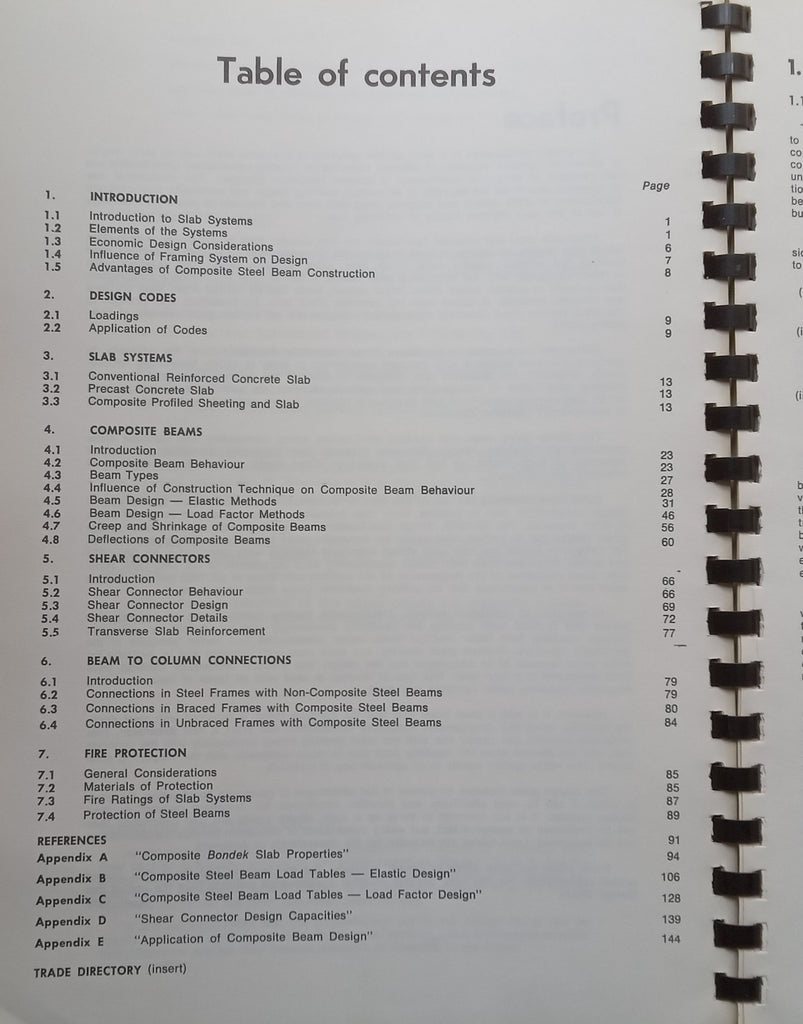 Table of contents
Page
1. INTRODUCTION
1.1 Introduction to Slab Systems 1
1.2 Elements of the Systems 1
1.3 Economic Design Considerations 6
1.4 Influence of Framing System on Design 7
1.5 Advantages of Composite Steel Beam Construction 8
2. DESIGN CODES
2.1 Loadings 9
2.2 Application of Codes 9
3. SLAB SYSTEMS
3.1 Conventional Reinforced Concrete Slab 13
3.2 Precast Concrete Slab 13
3.3 Composite Profiled Sheeting and Slab 13
4. COMPOSITE BEAMS
4.1 Introduction 23
4.2 Composite Beam Behaviour 23
4.3 Beam Types 27
4.4 Influence of Construction Technique on Composite Beam Behaviour 28
4.5 Beam Design — Elastic Methods 31
4.6 Beam Design — Load Factor Methods 46
4.7 Creep and Shrinkage of Composite Beams 56
4.8 Deflections of Composite Beams 60
5. SHEAR CONNECTORS
5.1 Introduction 66
5.2 Shear Connector Behaviour 66
5.3 Shear Connector Design 69
5.4 Shear Connector Details 72
5.5 Transverse Slab Reinforcement 77
6. BEAM TO COLUMN CONNECTIONS
6.1 Introduction 79
6.2 Connections in Steel Frames with Non-Composite Steel Beams 79
6.3 Connections in Braced Frames with Composite Steel Beams 80
6.4 Connections in Unbraced Frames with Composite Steel Beams 84
7. FIRE PROTECTION
7.1 General Considerations 85
7.2 Materials of Protection 85
7.3 Fire Ratings of Slab Systems 87
7.4 Protection of Steel Beams 89
REFERENCES 91
Appendix A "Composite Bondek Slab Properties" 94
Appendix B "Composite Steel Beam Load Tables — Elastic Design" 106
Appendix C "Composite Steel Beam Load Tables — Load Factor Design" 128
Appendix D "Shear Connector Design Capacities" 139
Appendix E "Application of Composite Beam Design" 144
TRADE DIRECTORY (insert)
1.